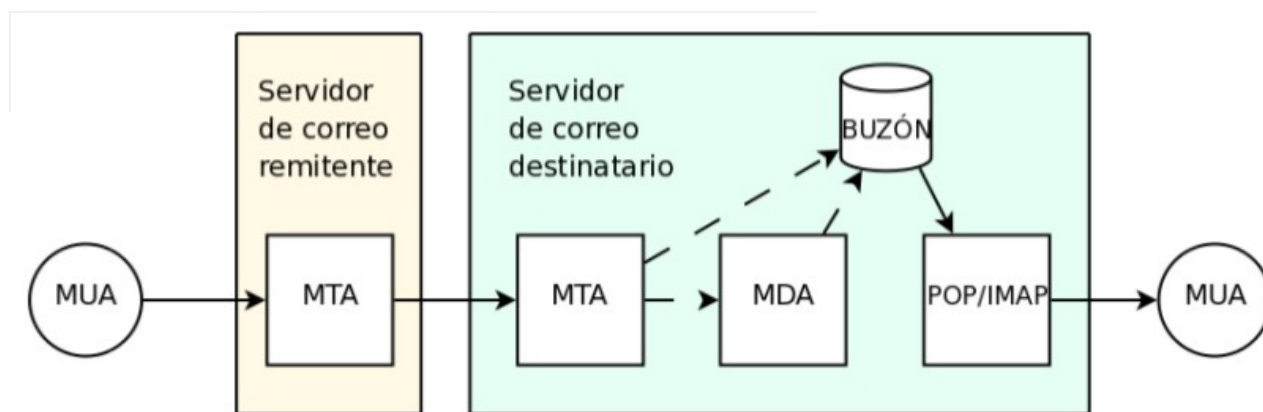 Servidor
de correo
remitente
Servidor
de correo
destinatario
BUZÓN
MUA
MTA
MTA
MDA
POP/IMAP
MUA